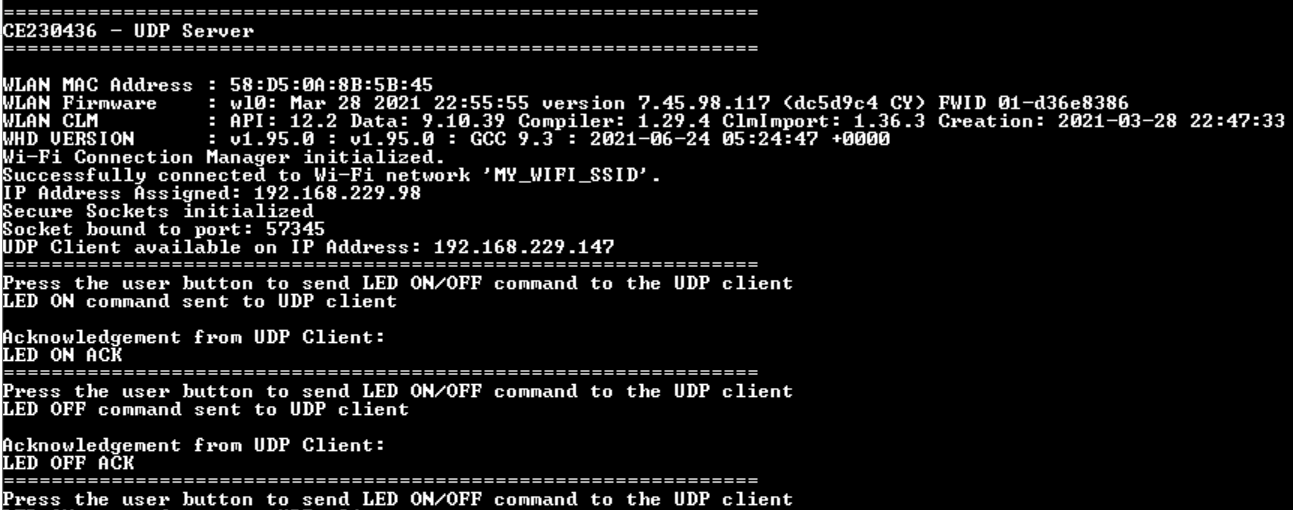 ==============================================================
CE230436 - UDP Server
==============================================================
WLAN MAC Address : 58:D5:0A:8B:5B:45
WLAN Firmware    : wl0: Mar 28 2021 22:55:55 version 7.45.98.117 (dc5d9c4 CY) FWID 01-d36e8386
WLAN CLM         : API: 12.2 Data: 9.10.39 Compiler: 1.29.4 ClmImport: 1.36.3 Creation: 2021-03-28 22:47:33
WHD VERSION      : v1.95.0 : v1.95.0 : GCC 9.3 : 2021-06-24 05:24:47 +0000
Wi-Fi Connection Manager initialized.
Successfully connected to Wi-Fi network 'MY_WIFI_SSID'.
IP Address Assigned: 192.168.229.98
Secure Sockets initialized
Socket bound to port: 57345
UDP Client available on IP Address: 192.168.229.147
==============================================================
Press the user button to send LED ON/OFF command to the UDP client
LED ON command sent to UDP client
Acknowledgement from UDP Client:
LED ON ACK
==============================================================
Press the user button to send LED ON/OFF command to the UDP client
LED OFF command sent to UDP client
Acknowledgement from UDP Client:
LED OFF ACK
==============================================================
Press the user button to send LED ON/OFF command to the UDP client